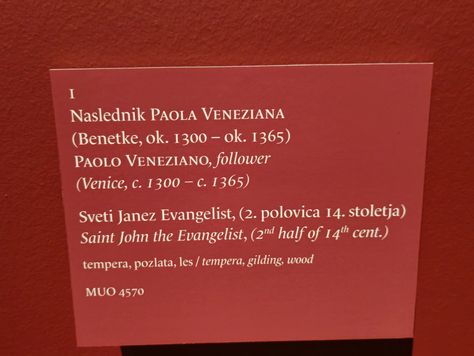 I
Naslednik PAOLA VENEZIANA
(Benetke, ok. 1300 – ok. 1365)
PAOLO VENEZIANO, follower
(Venice, c. 1300 – c. 1365)
Sveti Janez Evangelist, (2. polovica 14. stoletja)
Saint John the Evangelist, (2nd half of 14th cent.)
tempera, pozlata, les / tempera, gilding, wood
MUO 4570